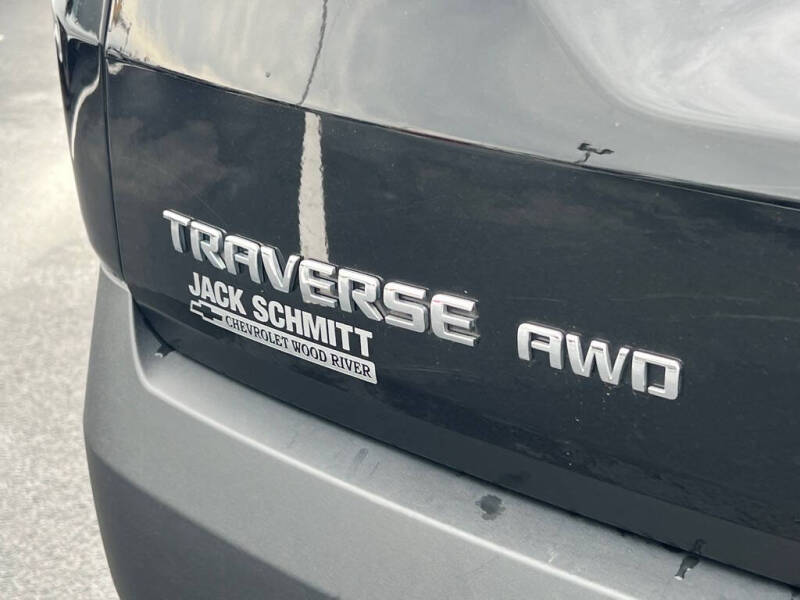 TRAVERSE AWD
JACK SCHMITT
CHEVROLET WOOD RIVER